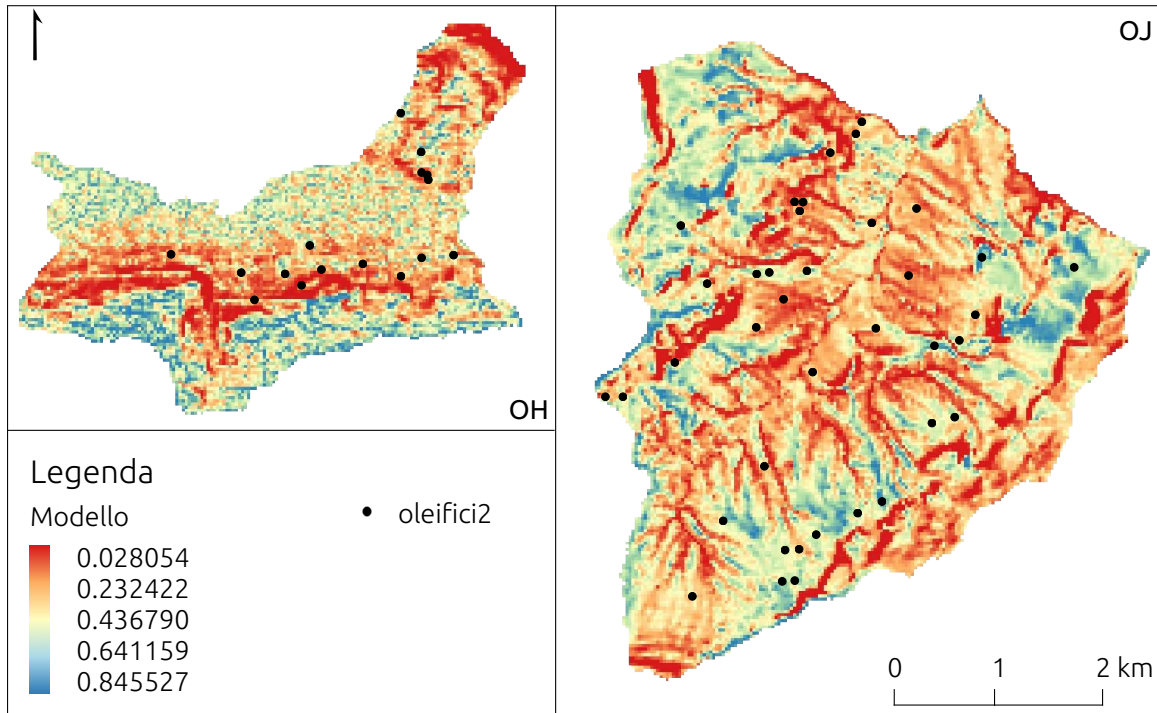 OJ
OH
Legenda
Modello
oleifici2
0.028054
0.232422
0.436790
0.641159
0.845527
0 1 2 km